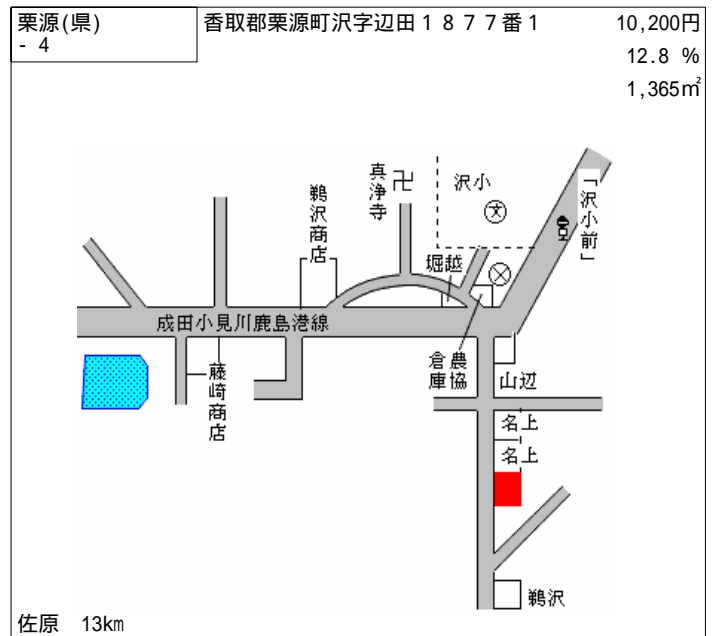 栗源(県)
- 4
香取郡栗源町沢字辺田1877番1
10,200円
12.8 %
1,365㎡
真浄寺
卍
沢小
文
「沢小前」
鵜沢商店
堀越
成田小見川鹿島港線
農協倉庫
藤崎商店
山辺
名上
名上
鵜沢
佐原 13km